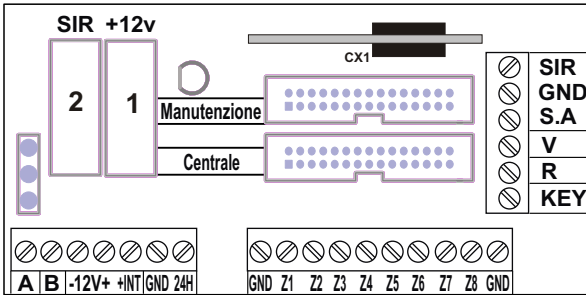 SIR +12v
CX1
2 1
Manutenzione
Centrale
SIR
GND
S.A
V
R
KEY
A B -12V+ +INT GND 24H
GND Z1 Z2 Z3 Z4 Z5 Z6 Z7 Z8 GND